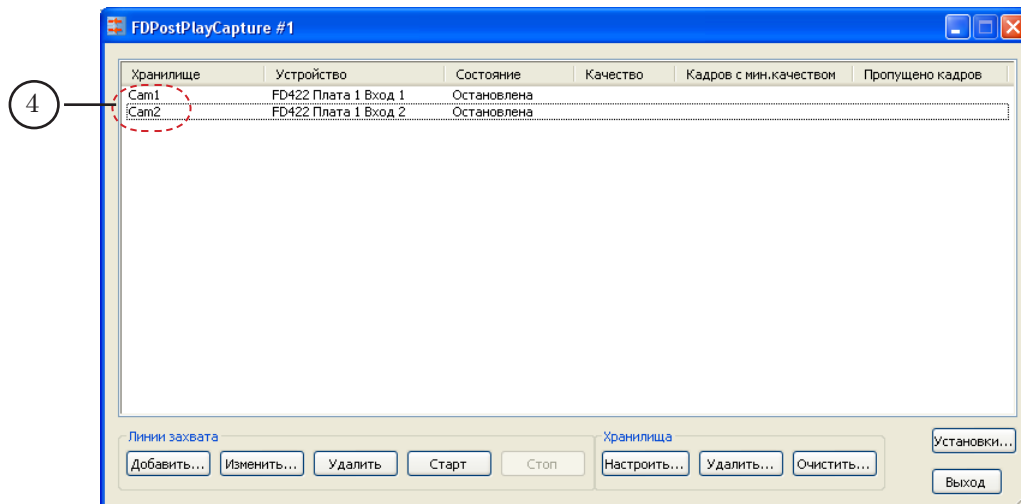 FDPostPlayCapture #1
Хранилище Устройство Состояние Качество Кадров с мин.качеством Пропущено кадров
4
Cam1 FD422 Плата 1 Вход 1 Остановлена
Cam2 FD422 Плата 1 Вход 2 Остановлена
Линии захвата Хранилища
Установки...
Добавить... Изменить... Удалить Старт Стоп Настроить... Удалить... Очистить...
Выход